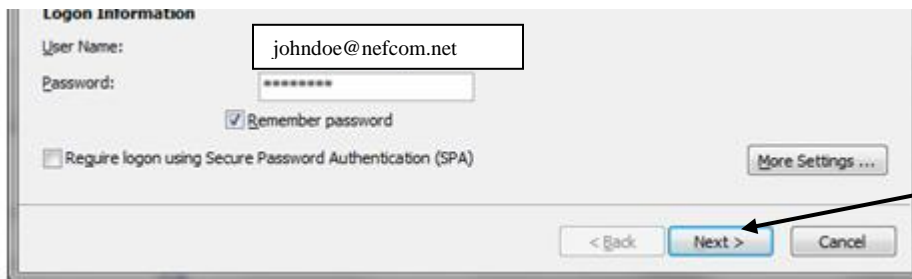 Logon Information
User Name: johndoe@nefcom.net
Password: ********
Remember password
Require logon using Secure Password Authentication (SPA)
More Settings ...
< Back Next > Cancel